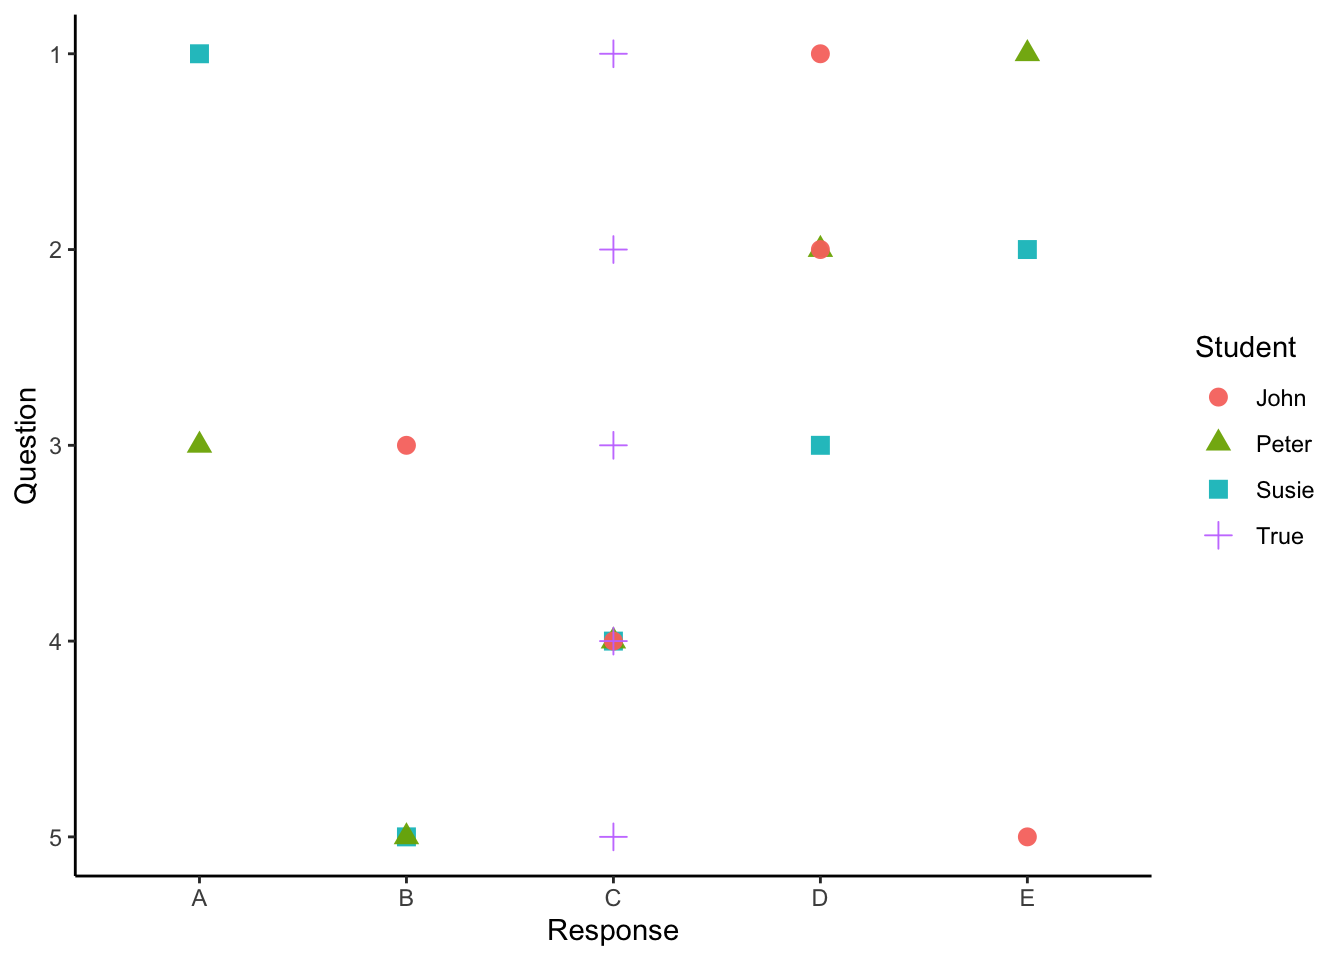 1
2
3
4
5
Question
A B C D E
Response
Student
John
Peter
Susie
True